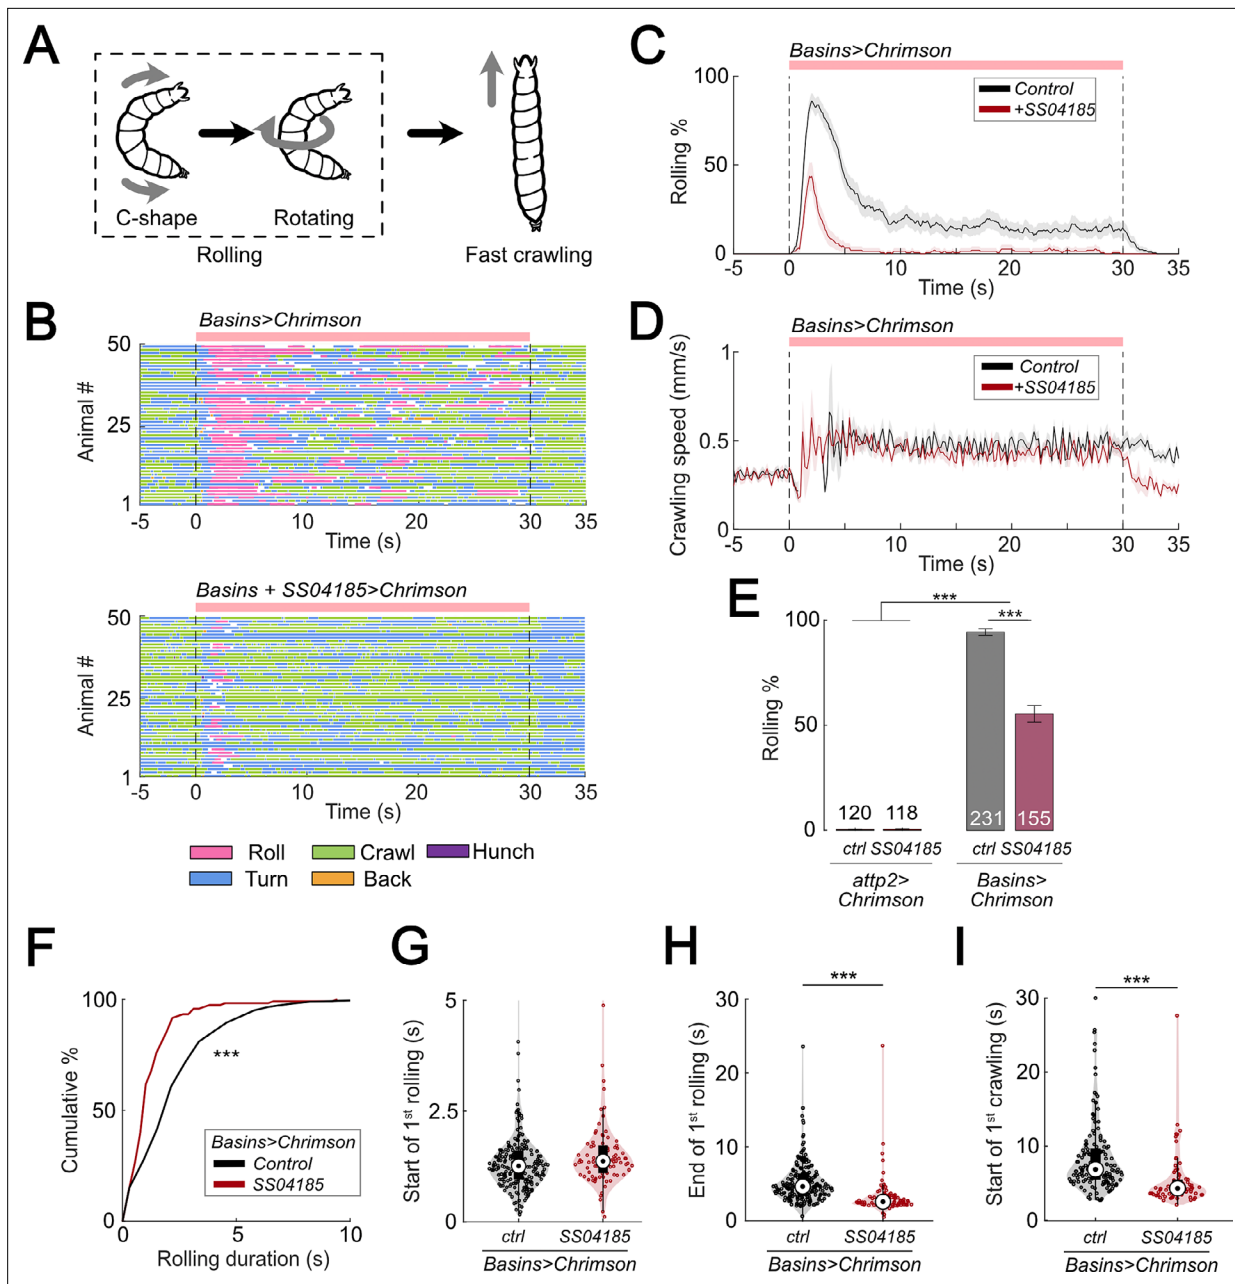 A
C-shape
Rotating
Rolling
Fast crawling
B
Basins>Chrimson
Animal #
50
25
1
-5 0 10 20 30 35
Time (s)
Basins + SS04185>Chrimson
Animal #
50
25
1
-5 0 10 20 30 35
Time (s)
Roll Crawl Hunch
Turn Back
C
Basins>Chrimson
Rolling %
100
50
0
Control
+SS04185
-5 0 10 20 30 35
Time (s)
D
Basins>Chrimson
Crawling speed (mm/s)
1
0.5
0
Control
+SS04185
-5 0 10 20 30 35
Time (s)
E
***
***
Rolling %
100
50
0
120 118 231 155
ctrl SS04185 ctrl SS04185
attp2> Basins>
Chrimson Chrimson
F
Cumulative %
100
50
0
***
Basins>Chrimson
Control
SS04185
0 5 10
Rolling duration (s)
G
Start of 1st rolling (s)
5
2.5
0
ctrl SS04185
Basins>Chrimson
H
***
End of 1st rolling (s)
30
20
10
0
ctrl SS04185
Basins>Chrimson
I
***
Start of 1st crawling (s)
30
20
10
0
ctrl SS04185
Basins>Chrimson